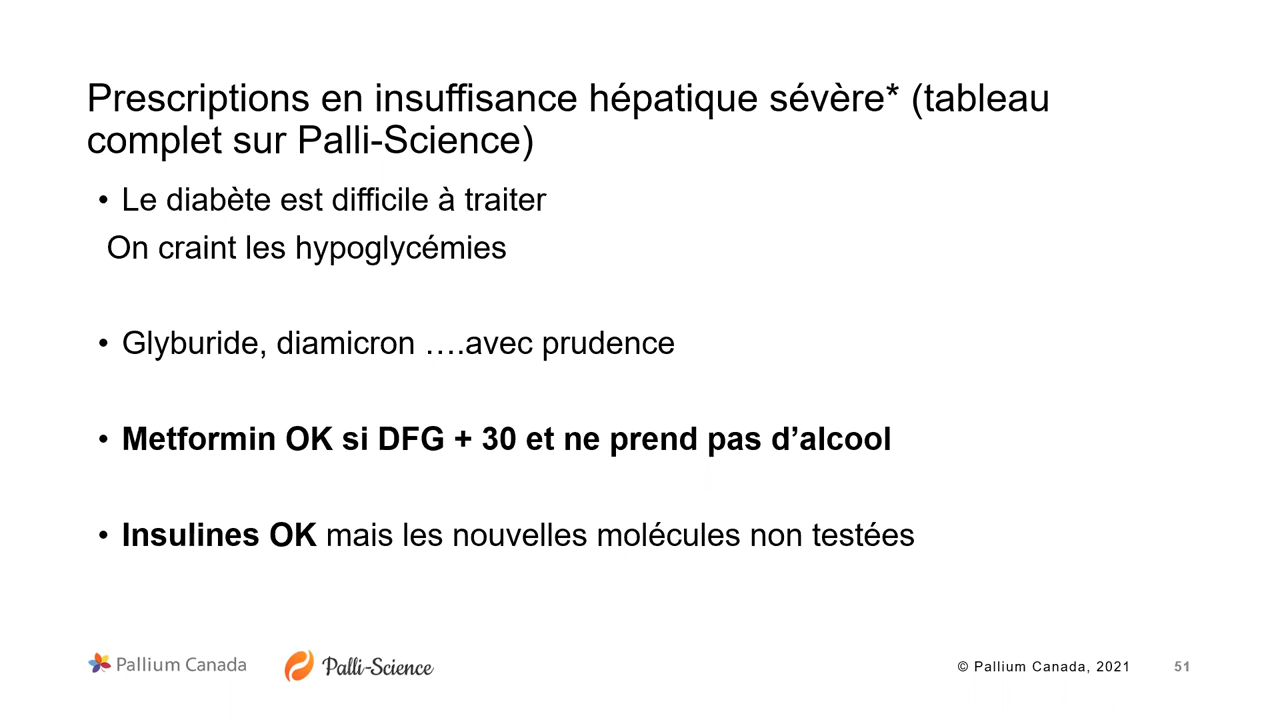 Prescriptions en insuffisance hépatique sévère* (tableau
complet sur Palli-Science)
• Le diabète est difficile à traiter
On craint les hypoglycémies
• Glyburide, diamicron ….avec prudence
• Metformin OK si DFG + 30 et ne prend pas d’alcool
• Insulines OK mais les nouvelles molécules non testées
Pallium Canada
Palli-Science
© Pallium Canada, 2021
51